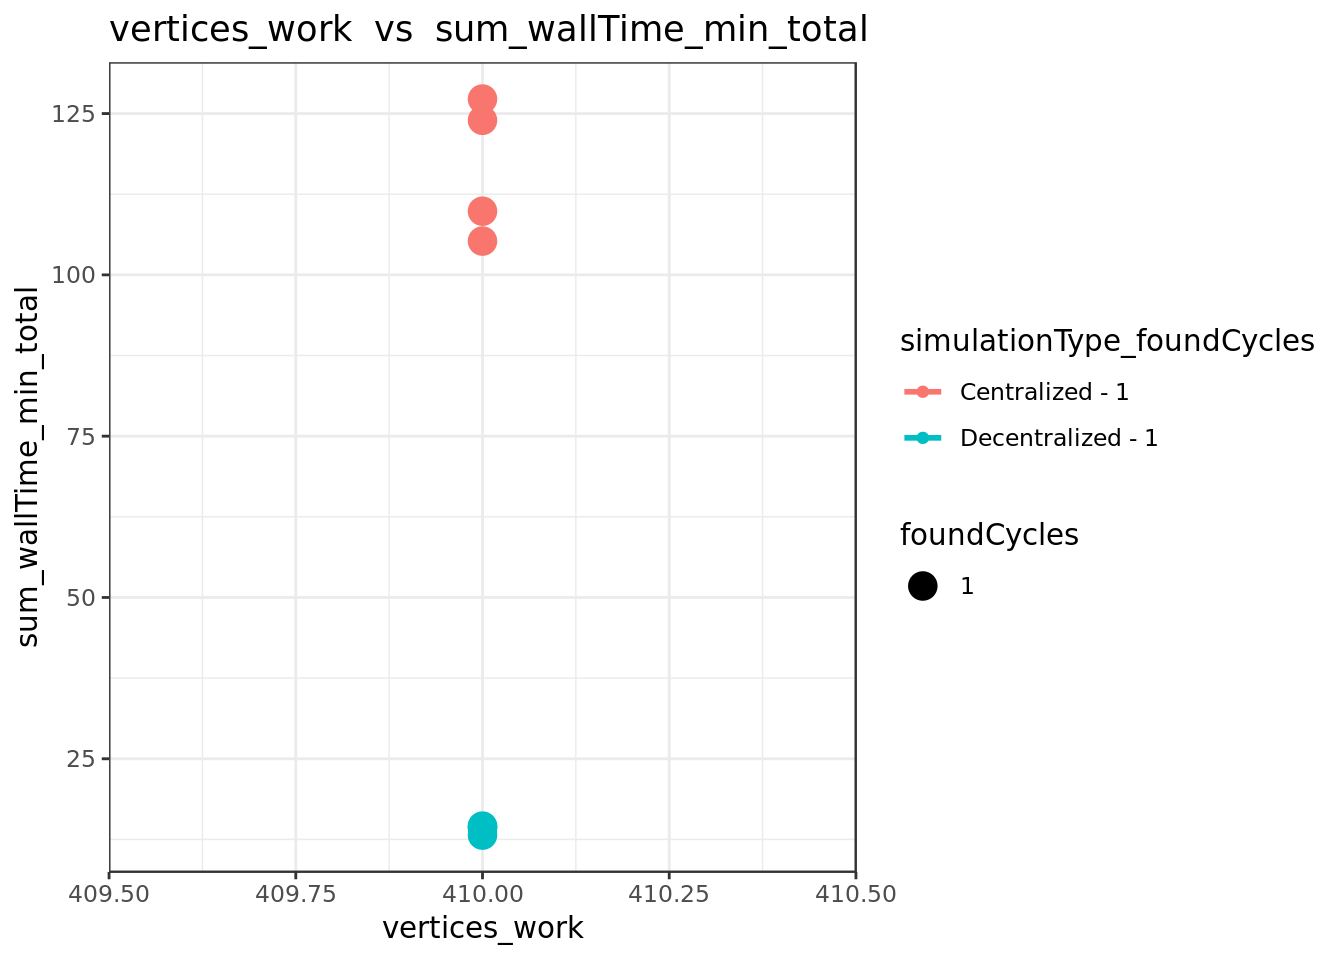 vertices_work vs sum_wallTime_min_total
sum_wallTime_min_total
125
100
75
50
25
409.50 409.75 410.00 410.25 410.50
vertices_work
simulationType_foundCycles
Centralized - 1
Decentralized - 1
foundCycles
1